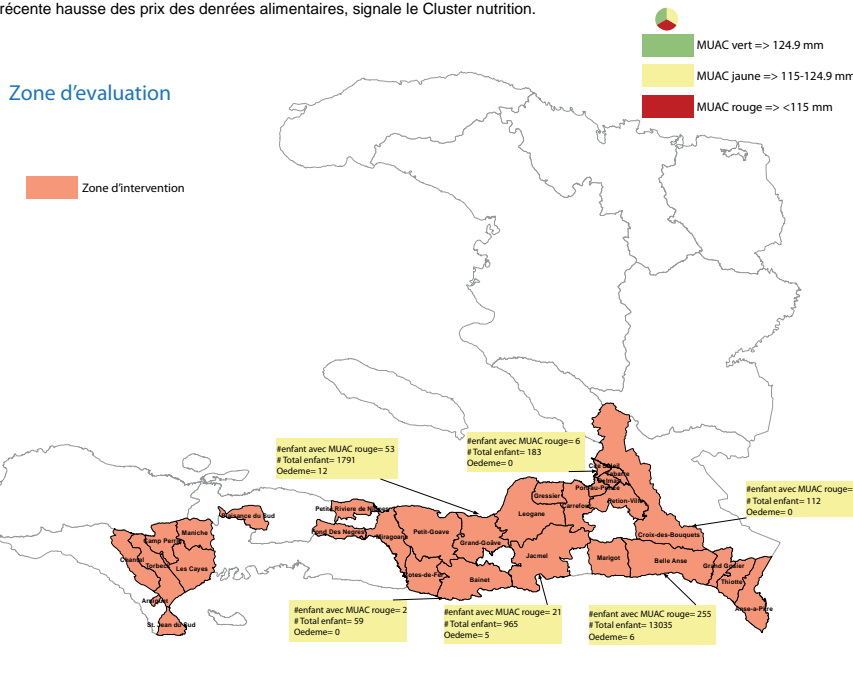 récente hausse des prix des denrées alimentaires, signale le Cluster nutrition.
MUAC vert => 124.9 mm
MUAC jaune => 115-124.9 mm
MUAC rouge => <115 mm
Zone d'evaluation
Zone d'intervention
#enfant avec MUAC rouge= 53
# Total enfant= 1791
Oedeme= 12
#enfant avec MUAC rouge= 6
# Total enfant= 183
Oedeme= 0
#enfant avec MUAC rouge=
# Total enfant= 112
Oedeme= 0
Tabarre
Gressier
Carrefour
Petion-Ville
Leogane
Croix-des-Bouquets
Petite Riviere de Nippes
Fond Des Negres
Miragoane
Petit-Goave
Grand-Goâve
Jacmel
Marigot
Belle Anse
Grand Gosier
Thiotte
Anse-a-Pitre
Cotes-de-Fer
Bainet
Maniche
Camp Perrin
Chantal
Torbeck
Les Cayes
St. Jean du Sud
#enfant avec MUAC rouge= 2
# Total enfant= 59
Oedeme= 0
#enfant avec MUAC rouge= 21
# Total enfant= 965
Oedeme= 5
#enfant avec MUAC rouge= 255
# Total enfant= 13035
Oedeme= 6